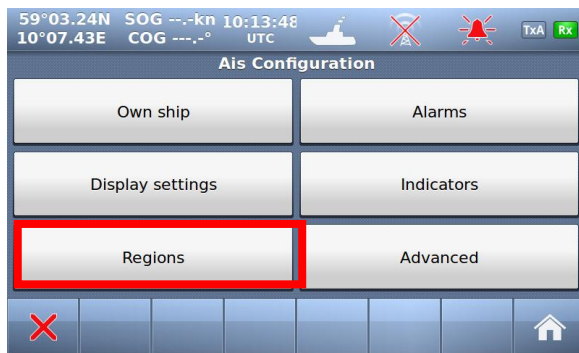 59°03.24N SOG --.-kn 10:13:48 TxA Rx
10°07.43E COG ---.-° UTC
Ais Configuration
Own ship Alarms
Display settings Indicators
Regions Advanced